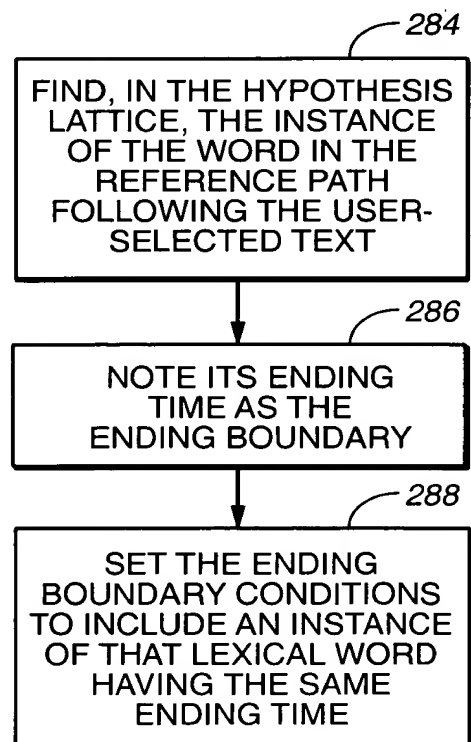 284
FIND, IN THE HYPOTHESIS
LATTICE, THE INSTANCE
OF THE WORD IN THE
REFERENCE PATH
FOLLOWING THE USER-
SELECTED TEXT
286
NOTE ITS ENDING
TIME AS THE
ENDING BOUNDARY
288
SET THE ENDING
BOUNDARY CONDITIONS
TO INCLUDE AN INSTANCE
OF THAT LEXICAL WORD
HAVING THE SAME
ENDING TIME